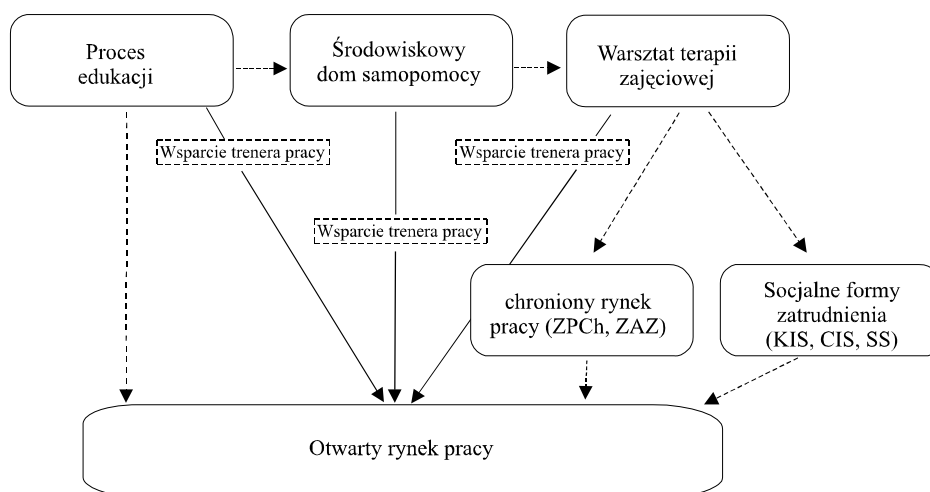 Proces
edukacji
Środowiskowy
dom samopomocy
Warsztat terapii
zajęciowej
Wsparcie trenera pracy
Wsparcie trenera pracy
Wsparcie trenera pracy
chroniony rynek
pracy (ZPCh, ZAZ)
Socjalne formy
zatrudnienia
(KIS, CIS, SS)
Otwarty rynek pracy